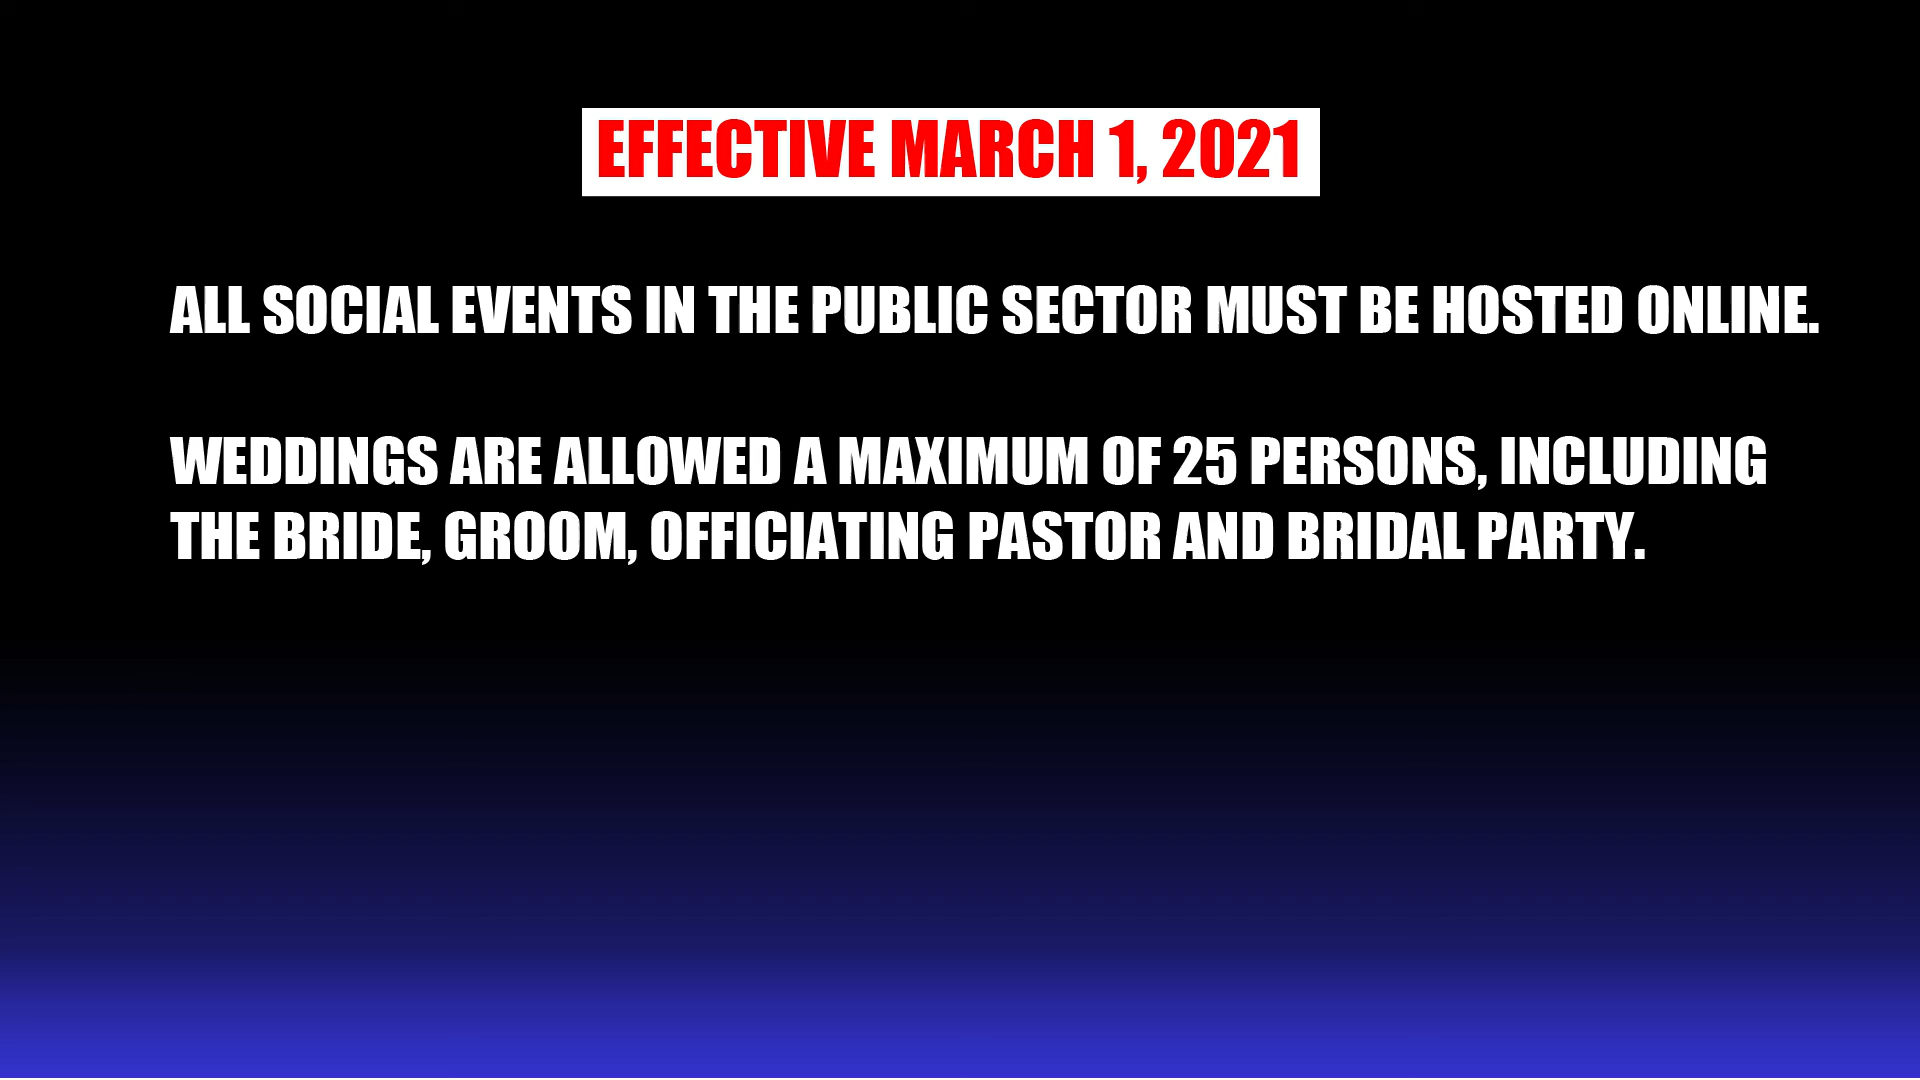 EFFECTIVE MARCH 1, 2021
ALL SOCIAL EVENTS IN THE PUBLIC SECTOR MUST BE HOSTED ONLINE.
WEDDINGS ARE ALLOWED A MAXIMUM OF 25 PERSONS, INCLUDING
THE BRIDE, GROOM, OFFICIATING PASTOR AND BRIDAL PARTY.